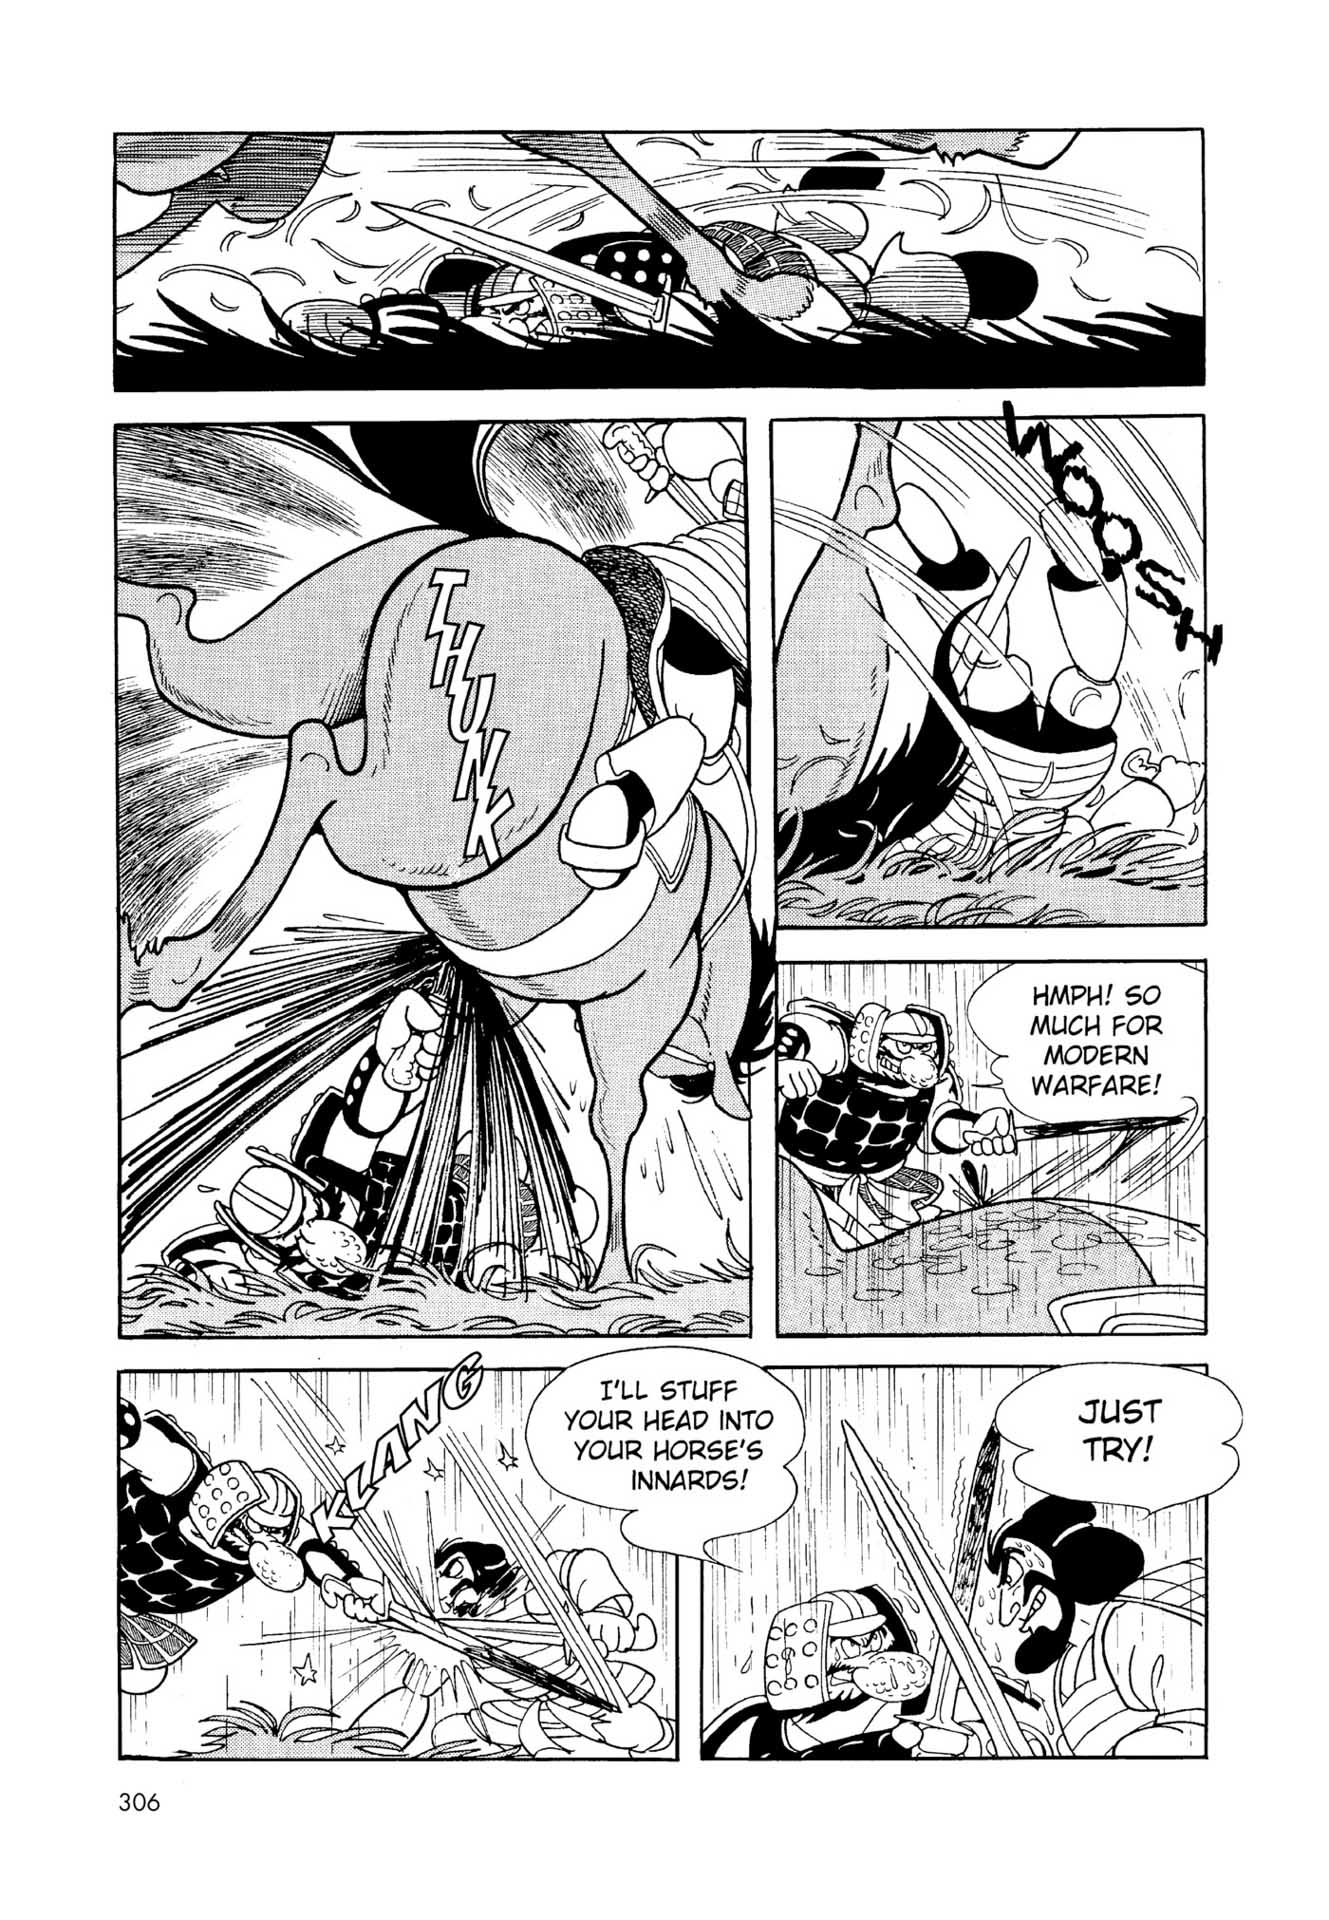 THUNK
WOOSH
HMPH! SO
MUCH FOR
MODERN
WARFARE!
KLANG
I'LL STUFF
YOUR HEAD INTO
YOUR HORSE'S
INNARDS!
JUST
TRY!
306